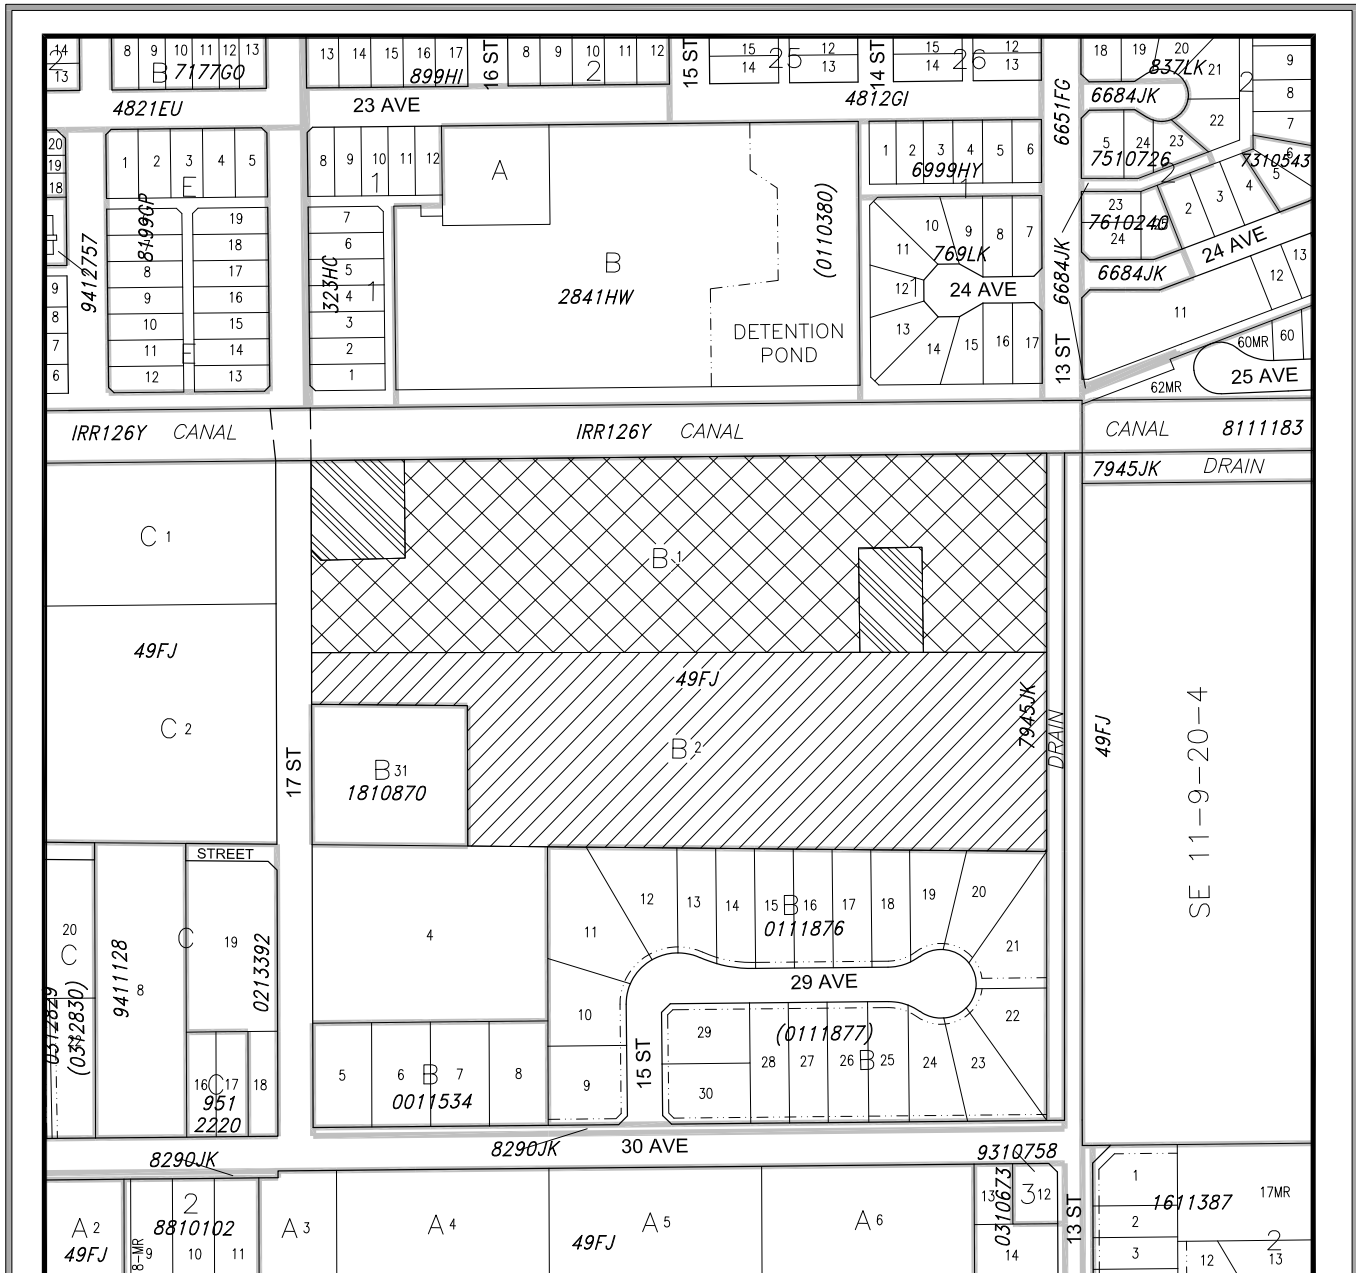 14
2
13
8 9 10 11 12 13
B 7177GO
13 14 15 16 17
899HI
16 ST
8 9 10 11 12
2
15 ST
15 12
25
14 13
14 ST
15 12
26
14 13
18 19 20
837LK 21
2
9
8
7
4821EU
23 AVE
4812GI
6651FG
6684JK
22
20
19
18
1 2 3 4 5
E
8199GP
8 9 10 11 12
1
A
1 2 3 4 5 6
6999HY
1
5 24 23
7510726
2
7310543
6
5
4
3
2
9412757
19
18
8 17
9 16
10 15
11 14
E
12 13
9
8
7
6
7
6
5
4
3
2
1
323HC
1
B
2841HW
(0110380)
DETENTION
POND
10 9 8 7
11
769LK
12 1
24 AVE
13
14 15 16 17
6684JK
13 ST
23
7610240
24
24 AVE
6684JK
13
12
11
60MR 60
25 AVE
62MR
IRR126Y CANAL
IRR126Y CANAL
CANAL 8111183
7945JK DRAIN
C 1
B 1
49FJ
49FJ
C 2
B 2
7945JK
DRAIN
49FJ
SE 11-9-20-4
17 ST
B 31
1810870
STREET
20
C
9411128
8
C
19
0213392
0312829
(0312830)
4
12 13 14 15 B 16 17 18 19 20
0111876
11
21
29 AVE
10
29
(0111877)
22
15 ST
5 6 B 7 8
0011534
9
30
28 27 26 B 25 24 23
16 C 17 18
951
2220
8290JK
8290JK
30 AVE
9310758
A 2
49FJ
8-MR
2
8810102
9 10 11
A 3
A 4
A 5
49FJ
A 6
13
0310673
3 12
14
13 ST
1
2
3
1611387
17MR
2
12 13